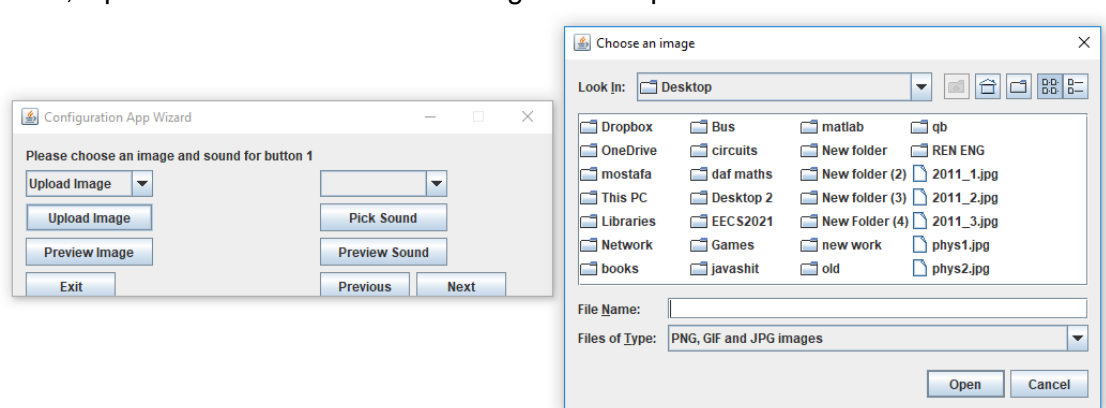 Configuration App Wizard
Please choose an image and sound for button 1
Upload Image
Upload Image Pick Sound
Preview Image Preview Sound
Exit Previous Next
Choose an image
Look In: Desktop
Dropbox Bus matlab qb
OneDrive circuits New folder REN ENG
mostafa daf maths New folder (2) 2011_1.jpg
This PC Desktop 2 New folder (3) 2011_2.jpg
Libraries EECS2021 New Folder (4) 2011_3.jpg
Network Games new work phys1.jpg
books javashit old phys2.jpg
File Name:
Files of Type: PNG, GIF and JPG images
Open Cancel